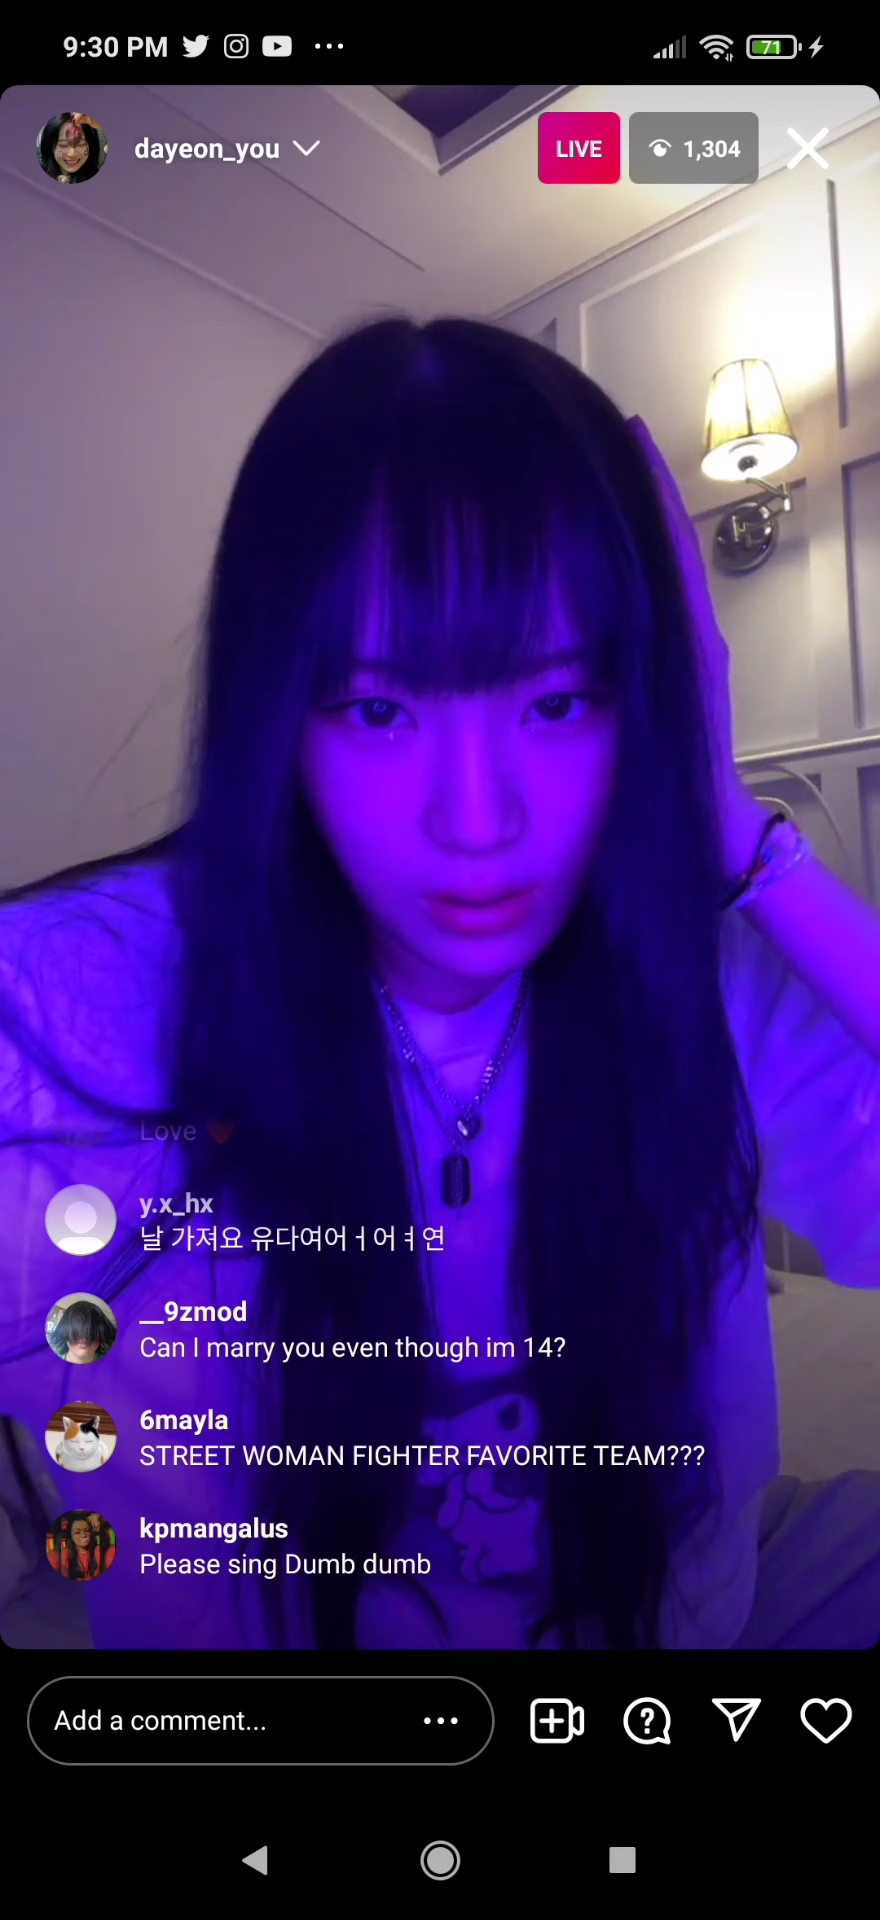 9:30 PM
71
dayeon_you
LIVE
1,304
Love ❤️
y.x_hx
날 가져요 유다여어ㅓ어ㅕ연
__9zmod
Can I marry you even though im 14?
6mayla
STREET WOMAN FIGHTER FAVORITE TEAM???
kpmangalus
Please sing Dumb dumb
Add a comment...